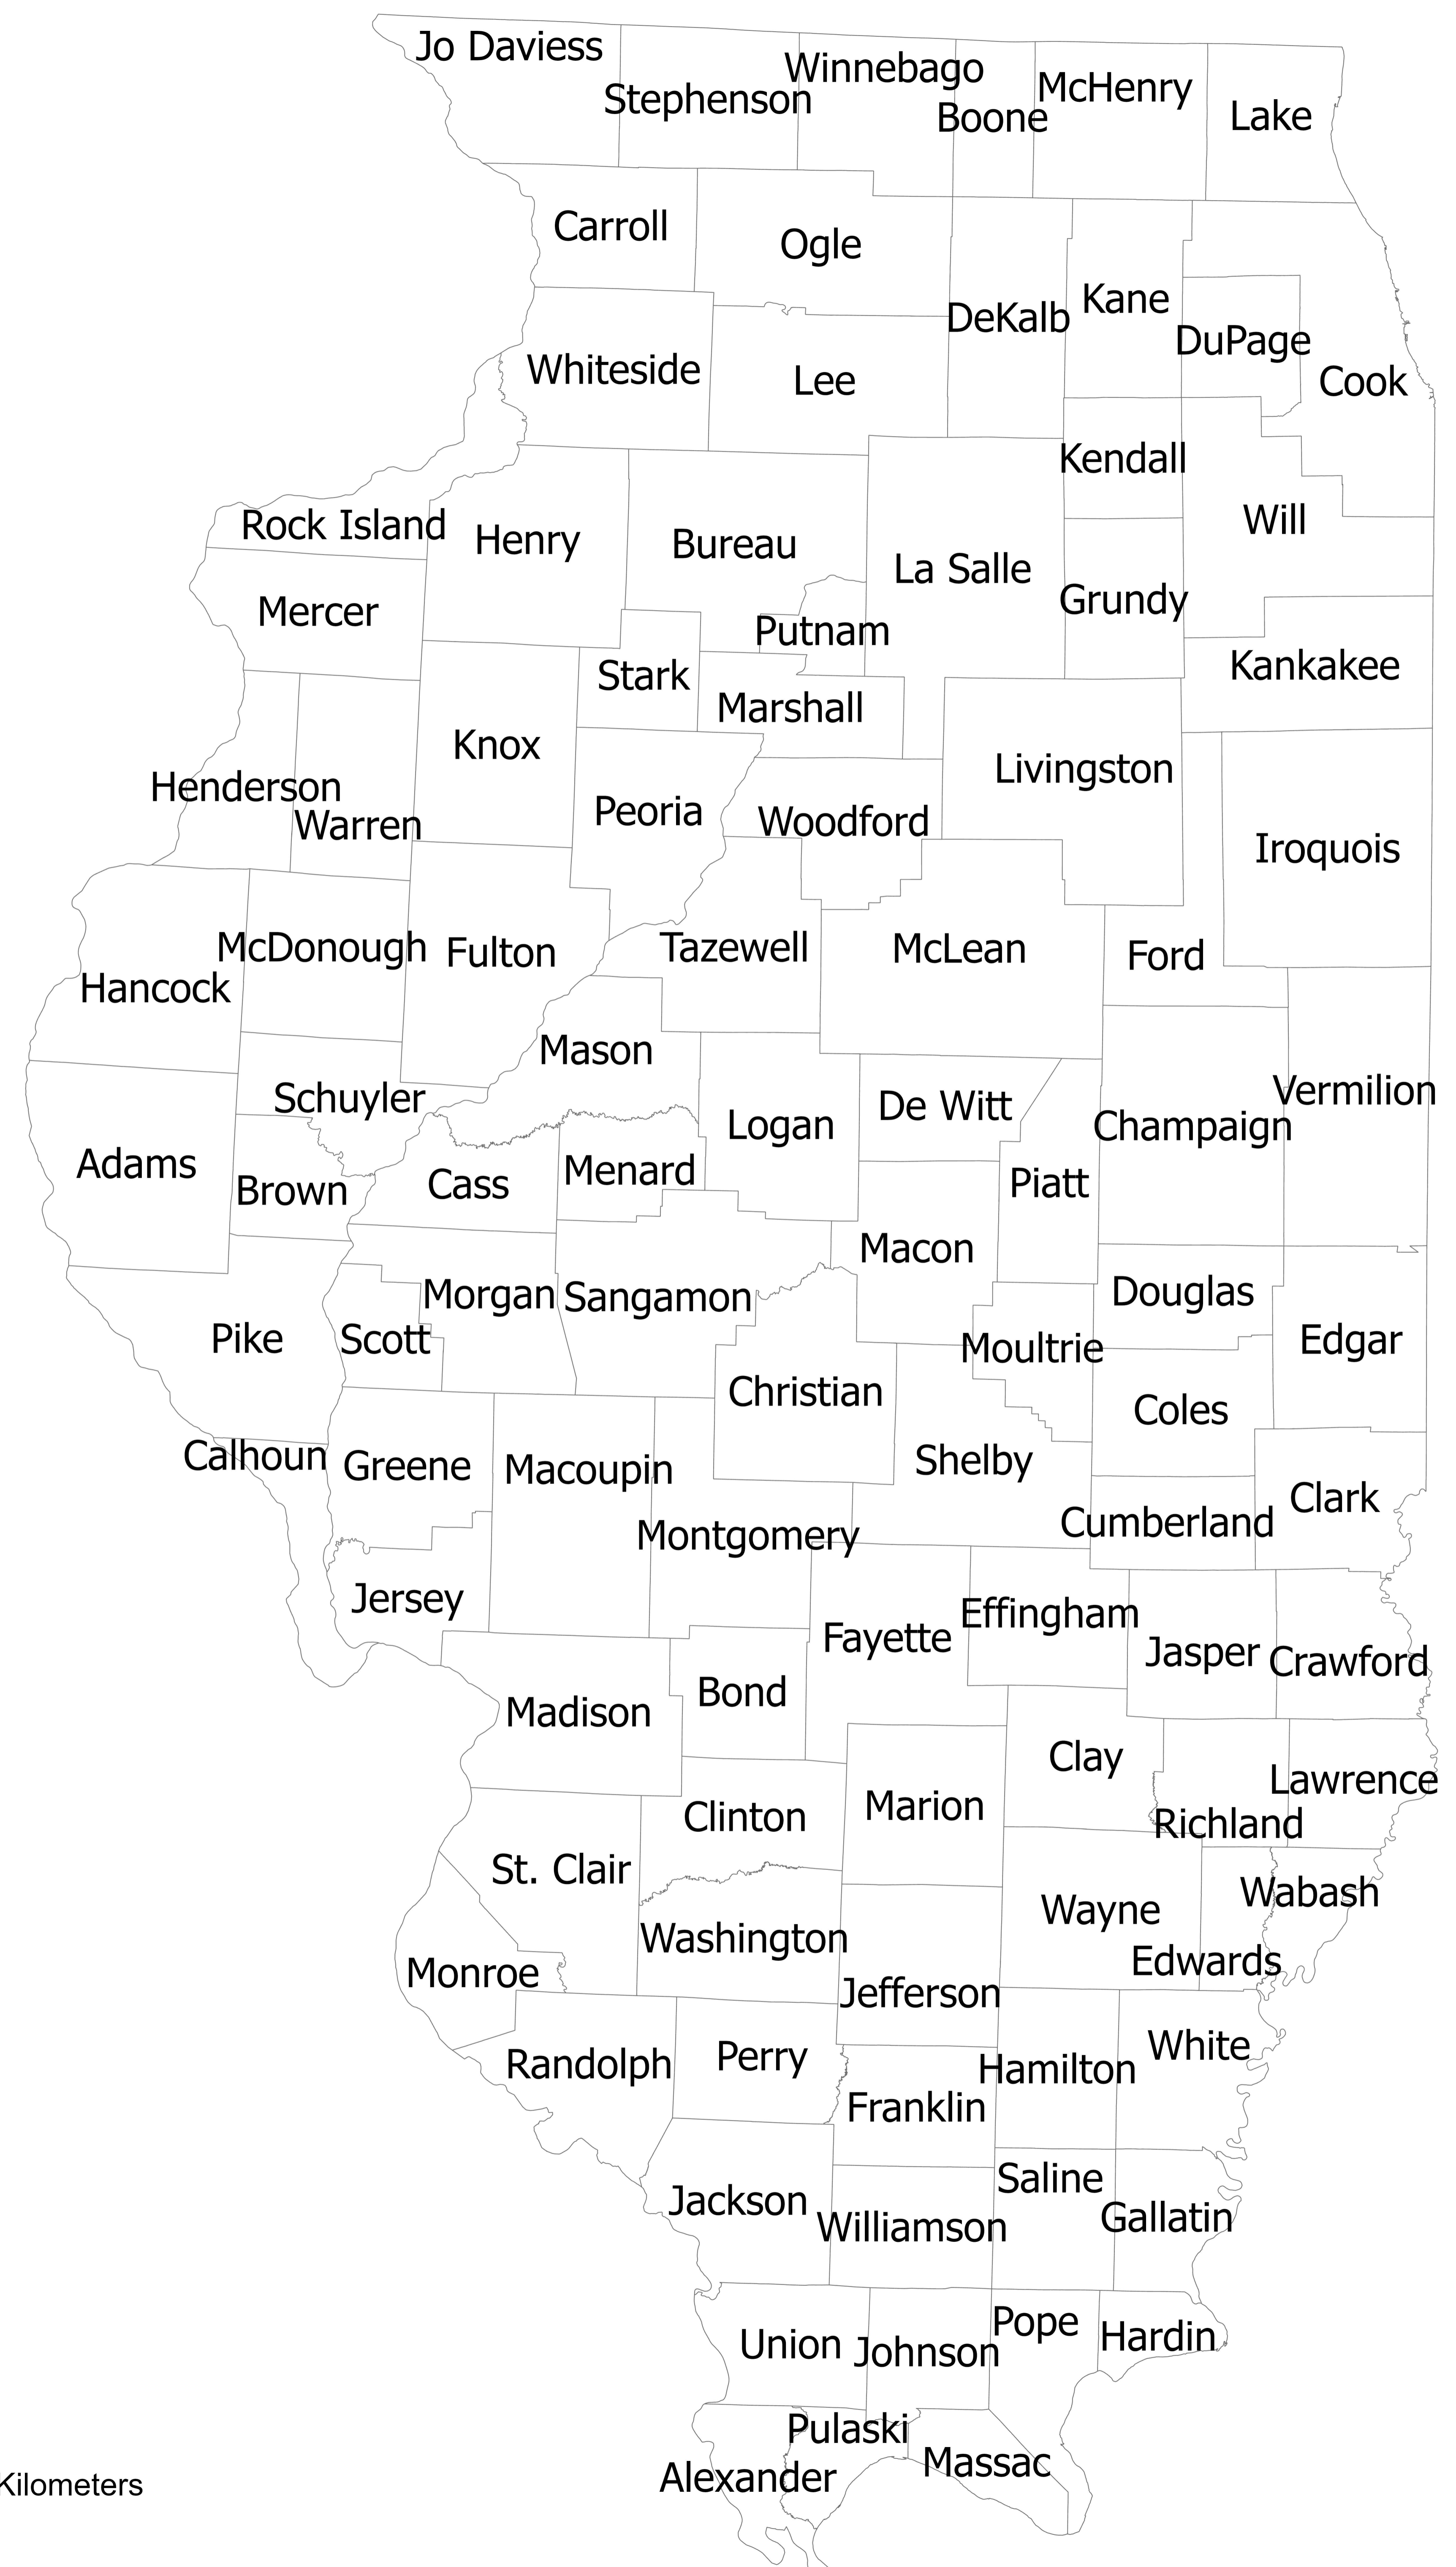 Jo Daviess
Stephenson
Winnebago
Boone
McHenry
Lake
Carroll
Ogle
DeKalb
Kane
DuPage
Cook
Whiteside
Lee
Kendall
Rock Island
Henry
Bureau
La Salle
Will
Mercer
Putnam
Grundy
Stark
Marshall
Kankakee
Knox
Henderson
Warren
Peoria
Woodford
Livingston
Iroquois
Hancock
McDonough
Fulton
Tazewell
McLean
Ford
Mason
Schuyler
Logan
De Witt
Champaign
Vermilion
Adams
Brown
Cass
Menard
Piatt
Macon
Morgan
Sangamon
Douglas
Edgar
Pike
Scott
Moultrie
Christian
Coles
Calhoun
Greene
Macoupin
Shelby
Montgomery
Cumberland
Clark
Jersey
Fayette
Effingham
Jasper
Crawford
Madison
Bond
Clay
Lawrence
Clinton
Marion
Richland
St. Clair
Washington
Wayne
Wabash
Monroe
Jefferson
Edwards
Randolph
Perry
Hamilton
White
Franklin
Jackson
Williamson
Saline
Gallatin
Union
Johnson
Pope
Hardin
Pulaski
Alexander
Massac
Kilometers